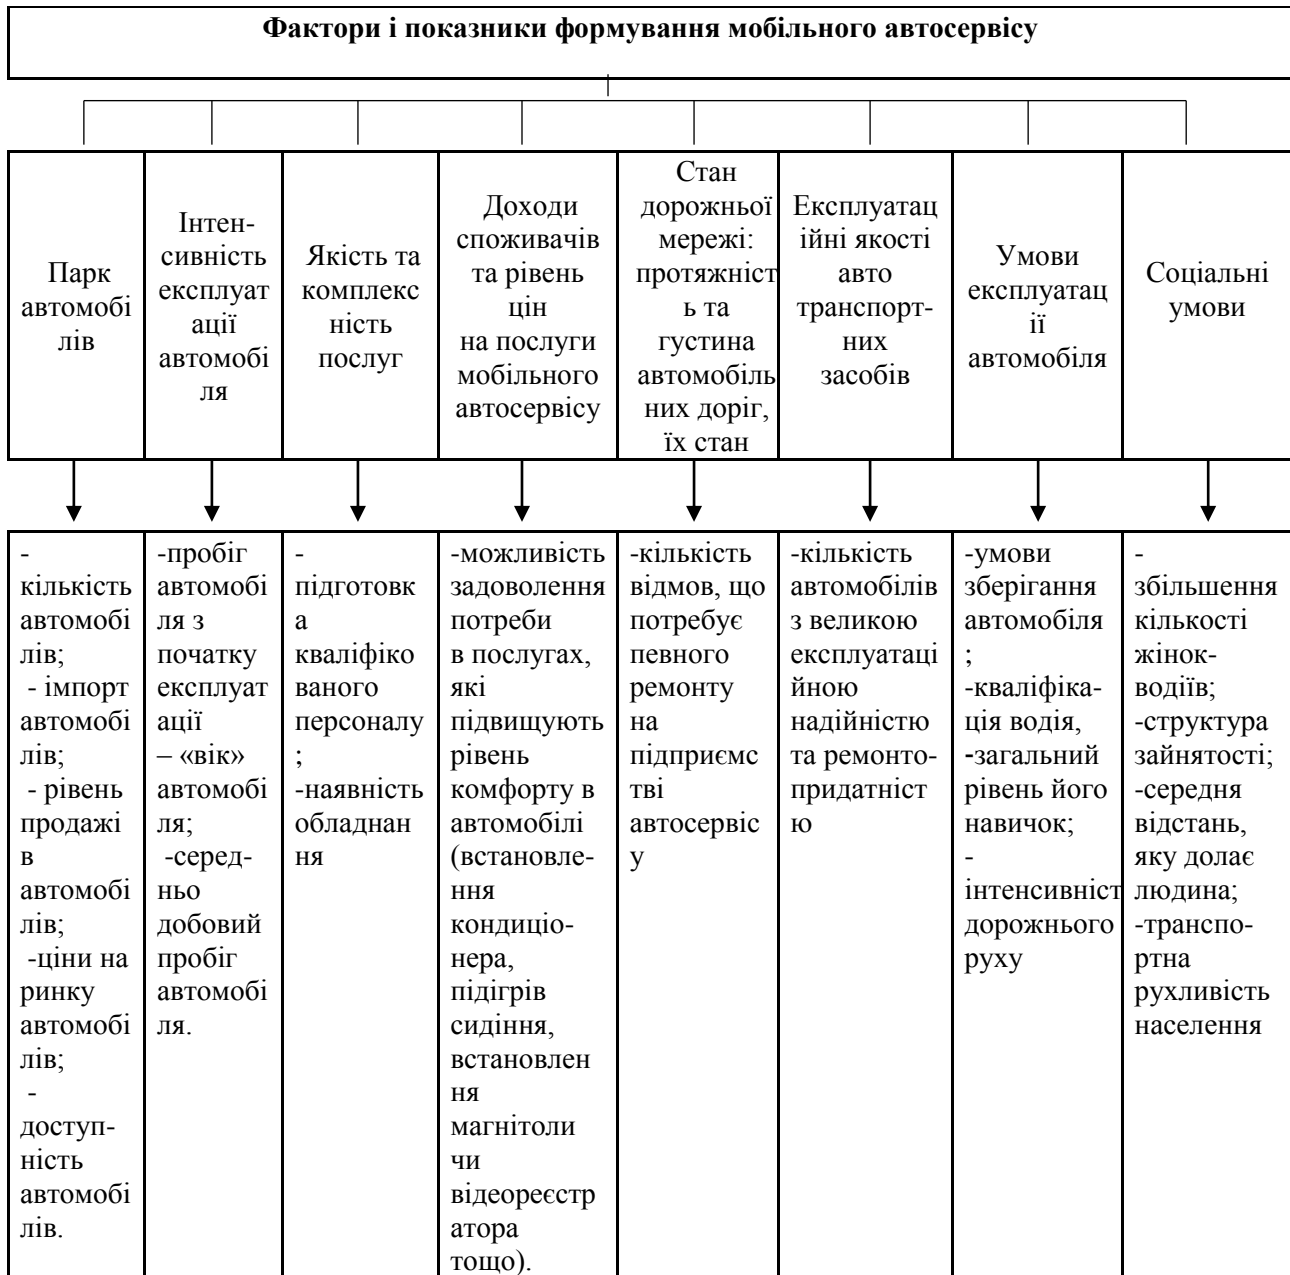 Фактори і показники формування мобільного автосервісу
Парк
автомобі
лів
Інтен-
сивність
експлуат
ації
автомобі
ля
Якість та
комплекс
ність
послуг
Доходи
споживачів
та рівень
цін
на послуги
мобільного
автосервісу
Стан
дорожньої
мережі:
протяжніст
ь та
густина
автомобіль
них доріг,
їх стан
Експлуатац
ійні якості
авто
транспорт-
них
засобів
Умови
експлуатац
ії
автомобіля
Соціальні
умови
-
кількість
автомобі
лів;
- імпорт
автомобі
лів;
- рівень
продажі
в
автомобі
лів;
-ціни на
ринку
автомобі
лів;
-
доступ-
ність
автомобі
лів.
-пробіг
автомобі
ля з
початку
експлуат
ації
– «вік»
автомобі
ля;
-серед-
ньо
добовий
пробіг
автомобі
ля.
-
підготовк
а
кваліфіко
ваного
персоналу
;
-наявність
обладнан
ня
-можливість
задоволення
потреби
в послугах,
які
підвищують
рівень
комфорту в
автомобілі
(встановле-
ння
кондиціо-
нера,
підігрів
сидіння,
встановлен
ня
магнітоли
чи
відеореєстр
атора
тощо).
-кількість
відмов, що
потребує
певного
ремонту
на
підприємс
тві
автосервіс
у
-кількість
автомобілів
з великою
експлуатаці
йною
надійністю
та ремонто-
придатніст
ю
-умови
зберігання
автомобіля
;
-кваліфіка-
ція водія,
-загальний
рівень його
навичок;
-
інтенсивніст
дорожнього
руху
-
збільшення
кількості
жінок-
водіїв;
-структура
зайнятості;
-середня
відстань,
яку долає
людина;
-транспо-
ртна
рухливість
населення